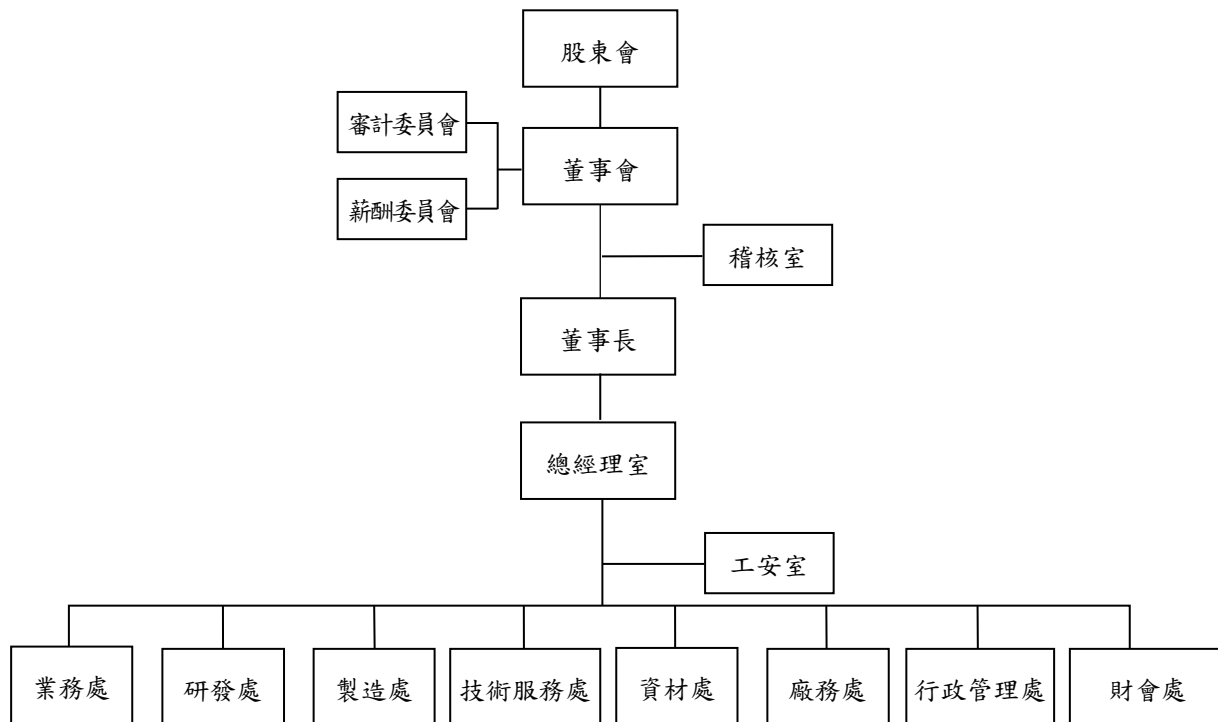 股東會
審計委員會
董事會
薪酬委員會
稽核室
董事長
總經理室
工安室
業務處
研發處
製造處
技術服務處
資材處
廠務處
行政管理處
財會處